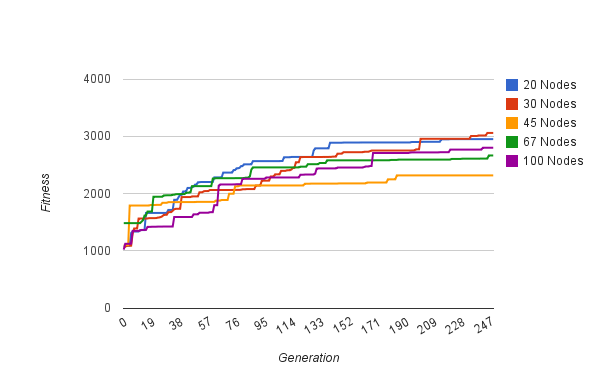 4000
3000
2000
1000
0
Fitness
0 19 38 57 76 95 114 133 152 171 190 209 228 247
Generation
20 Nodes
30 Nodes
45 Nodes
67 Nodes
100 Nodes